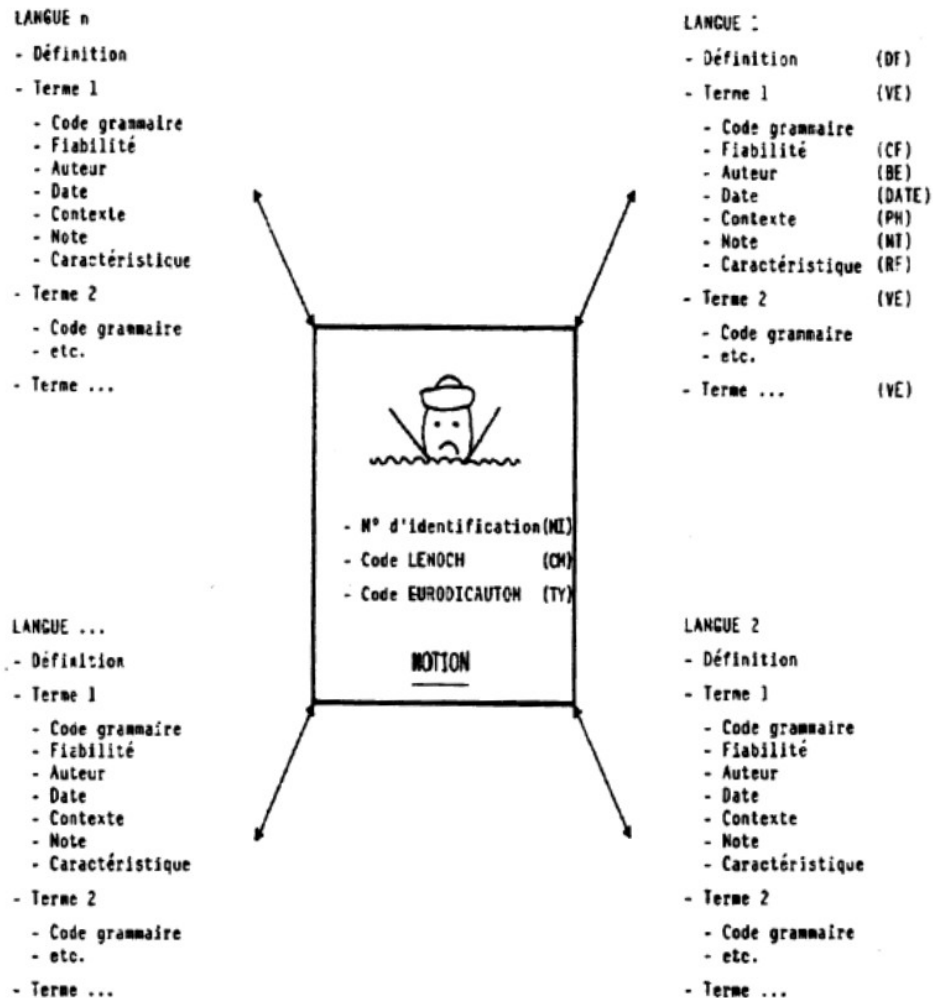 LANGUE n
- Définition
- Terme 1
- Code grammaire
- Fiabilité
- Auteur
- Date
- Contexte
- Note
- Caractéristique
- Terme 2
- Code grammaire
- etc.
- Terme ...
LANGUE 1
- Définition (DF)
- Terme 1 (VE)
- Code grammaire
- Fiabilité (CF)
- Auteur (BE)
- Date (DATE)
- Contexte (PH)
- Note (NT)
- Caractéristique (RF)
- Terme 2 (VE)
- Code grammaire
- etc.
- Terme ... (VE)
- N° d'identification (NI)
- Code LENOCH (CM)
- Code EURODICAUTOM (TY)
NOTION
LANGUE ...
- Définition
- Terme 1
- Code grammaire
- Fiabilité
- Auteur
- Date
- Contexte
- Note
- Caractéristique
- Terme 2
- Code grammaire
- etc.
- Terme ...
LANGUE 2
- Définition
- Terme 1
- Code grammaire
- Fiabilité
- Auteur
- Date
- Contexte
- Note
- Caractéristique
- Terme 2
- Code grammaire
- etc.
- Terme ...